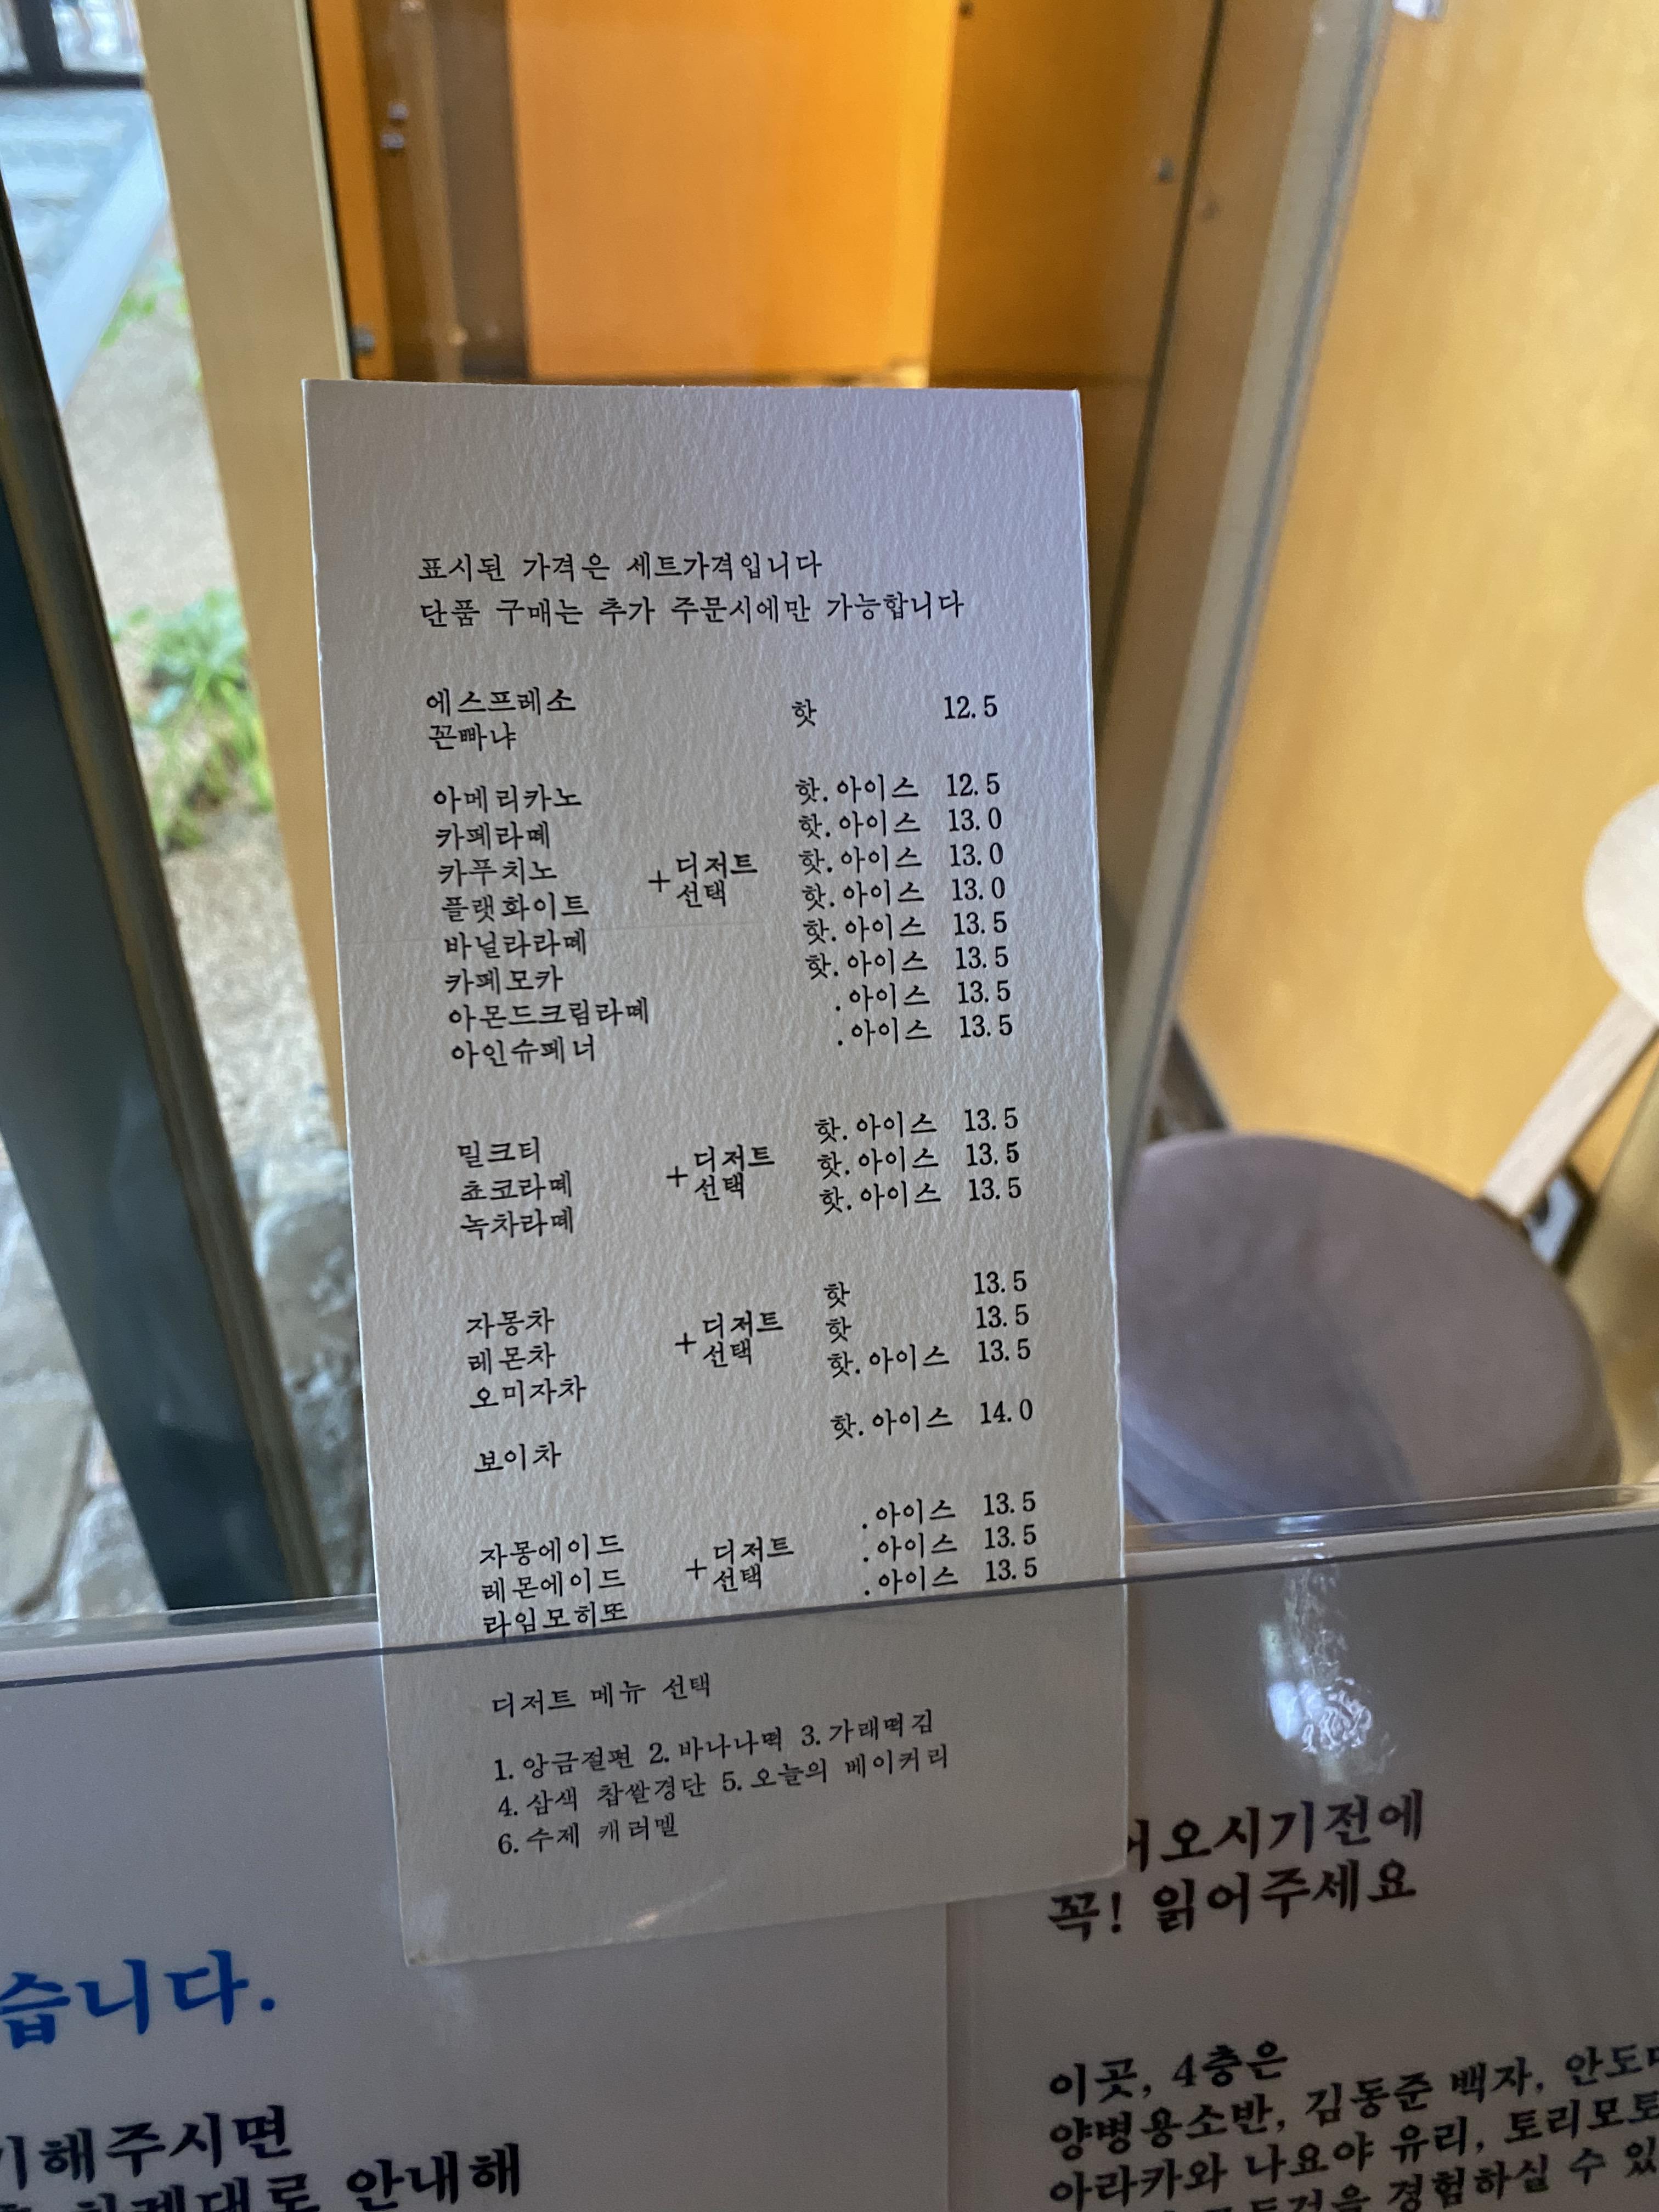 표시된 가격은 세트가격입니다
단품 구매는 추가 주문시에만 가능합니다
에스프레소 핫 12.5
꼰빠냐
아메리카노 핫.아이스 12.5
카페라떼 핫.아이스 13.0
카푸치노 +디저트 선택 핫.아이스 13.0
플랫화이트 핫.아이스 13.0
바닐라라떼 핫.아이스 13.5
카페모카 핫.아이스 13.5
아몬드크림라떼 .아이스 13.5
아인슈페너 .아이스 13.5
밀크티 핫.아이스 13.5
쵸코라떼 +디저트 선택 핫.아이스 13.5
녹차라떼 핫.아이스 13.5
자몽차 핫 13.5
레몬차 +디저트 선택 핫 13.5
오미자차 핫.아이스 13.5
보이차 핫.아이스 14.0
자몽에이드 .아이스 13.5
레몬에이드 +디저트 선택 .아이스 13.5
라임모히또 .아이스 13.5
디저트 메뉴 선택
1. 앙금절편 2. 바나나떡 3. 가래떡김
4. 삼색 찹쌀경단 5. 오늘의 베이커리
6. 수제 캐러멜
습니다.
기해주시면
차례대로 안내해
어오시기전에
꼭! 읽어주세요
이곳, 4층은
양병용소반, 김동준 백자, 안도
아라카와 나요야 유리, 토리모토
경험하실 수 있